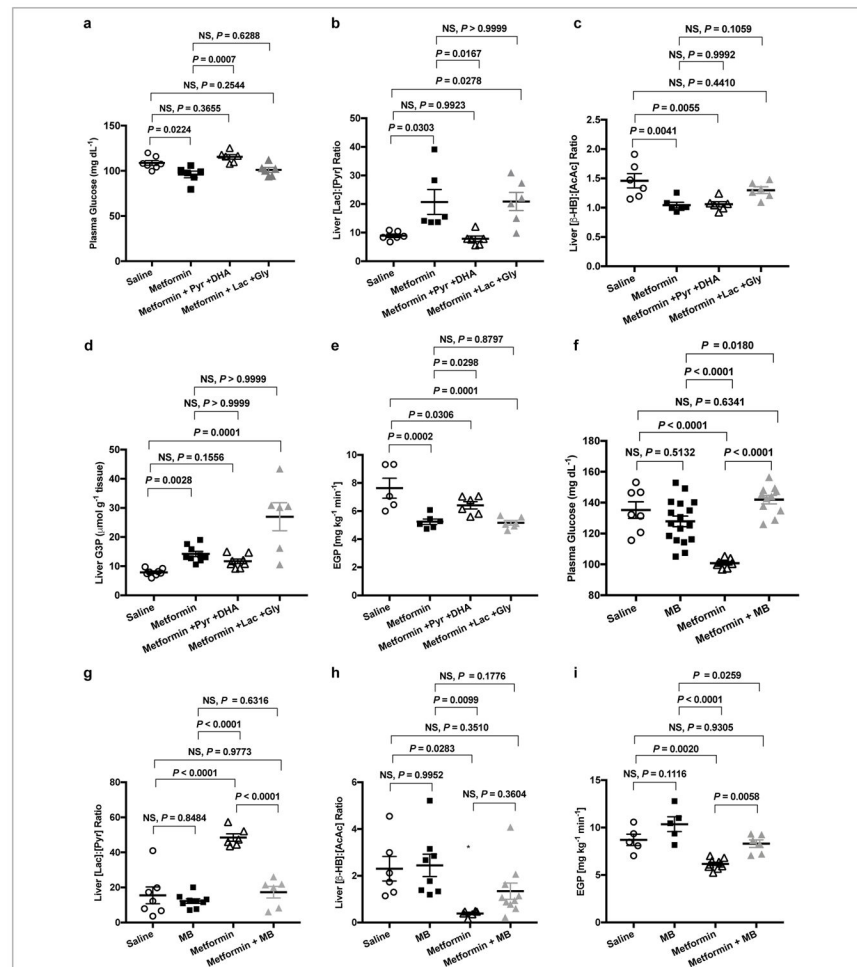 a
NS, P = 0.6288
P = 0.0007
NS, P = 0.2544
NS, P = 0.3655
P = 0.0224
150
100
50
0
Plasma Glucose (mg dL⁻¹)
Saline
Metformin
Metformin + Pyr +DHA
Metformin + Lac +Gly
b
NS, P > 0.9999
P = 0.0167
P = 0.0278
NS, P = 0.9923
P = 0.0303
50
40
30
20
10
0
Liver [Lac]:[Pyr] Ratio
Saline
Metformin
Metformin +Pyr +DHA
Metformin +Lac +Gly
c
NS, P = 0.1059
NS, P = 0.9992
NS, P = 0.4410
P = 0.0055
P = 0.0041
2.5
2.0
1.5
1.0
0.5
0.0
Liver [β-HB]:[AcAc] Ratio
Saline
Metformin
Metformin +Pyr +DHA
Metformin +Lac +Gly
d
NS, P > 0.9999
NS, P > 0.9999
P = 0.0001
NS, P = 0.1556
P = 0.0028
50
40
30
20
10
0
Liver G3P (μmol g⁻¹ tissue)
Saline
Metformin
Metformin +Pyr +DHA
Metformin +Lac +Gly
e
NS, P = 0.8797
P = 0.0298
P = 0.0001
P = 0.0306
P = 0.0002
10
8
6
4
2
0
EGP [mg kg⁻¹ min⁻¹]
Saline
Metformin
Metformin +Pyr +DHA
Metformin +Lac +Gly
f
P = 0.0180
P < 0.0001
NS, P = 0.6341
P < 0.0001
NS, P = 0.5132
P < 0.0001
160
140
120
100
80
Plasma Glucose (mg dL⁻¹)
Saline
MB
Metformin
Metformin + MB
g
NS, P = 0.6316
P < 0.0001
NS, P = 0.9773
P < 0.0001
P < 0.0001
NS, P = 0.8484
80
60
40
20
0
Liver [Lac]:[Pyr] Ratio
Saline
MB
Metformin
Metformin + MB
h
NS, P = 0.1776
P = 0.0099
NS, P = 0.3510
P = 0.0283
NS, P = 0.9952
NS, P = 0.3604
6
4
2
0
*
Liver [β-HB]:[AcAc] Ratio
Saline
MB
Metformin
Metformin + MB
i
P = 0.0259
P < 0.0001
NS, P = 0.9305
P = 0.0020
NS, P = 0.1116
P = 0.0058
15
10
5
0
EGP [mg kg⁻¹ min⁻¹]
Saline
MB
Metformin
Metformin + MB